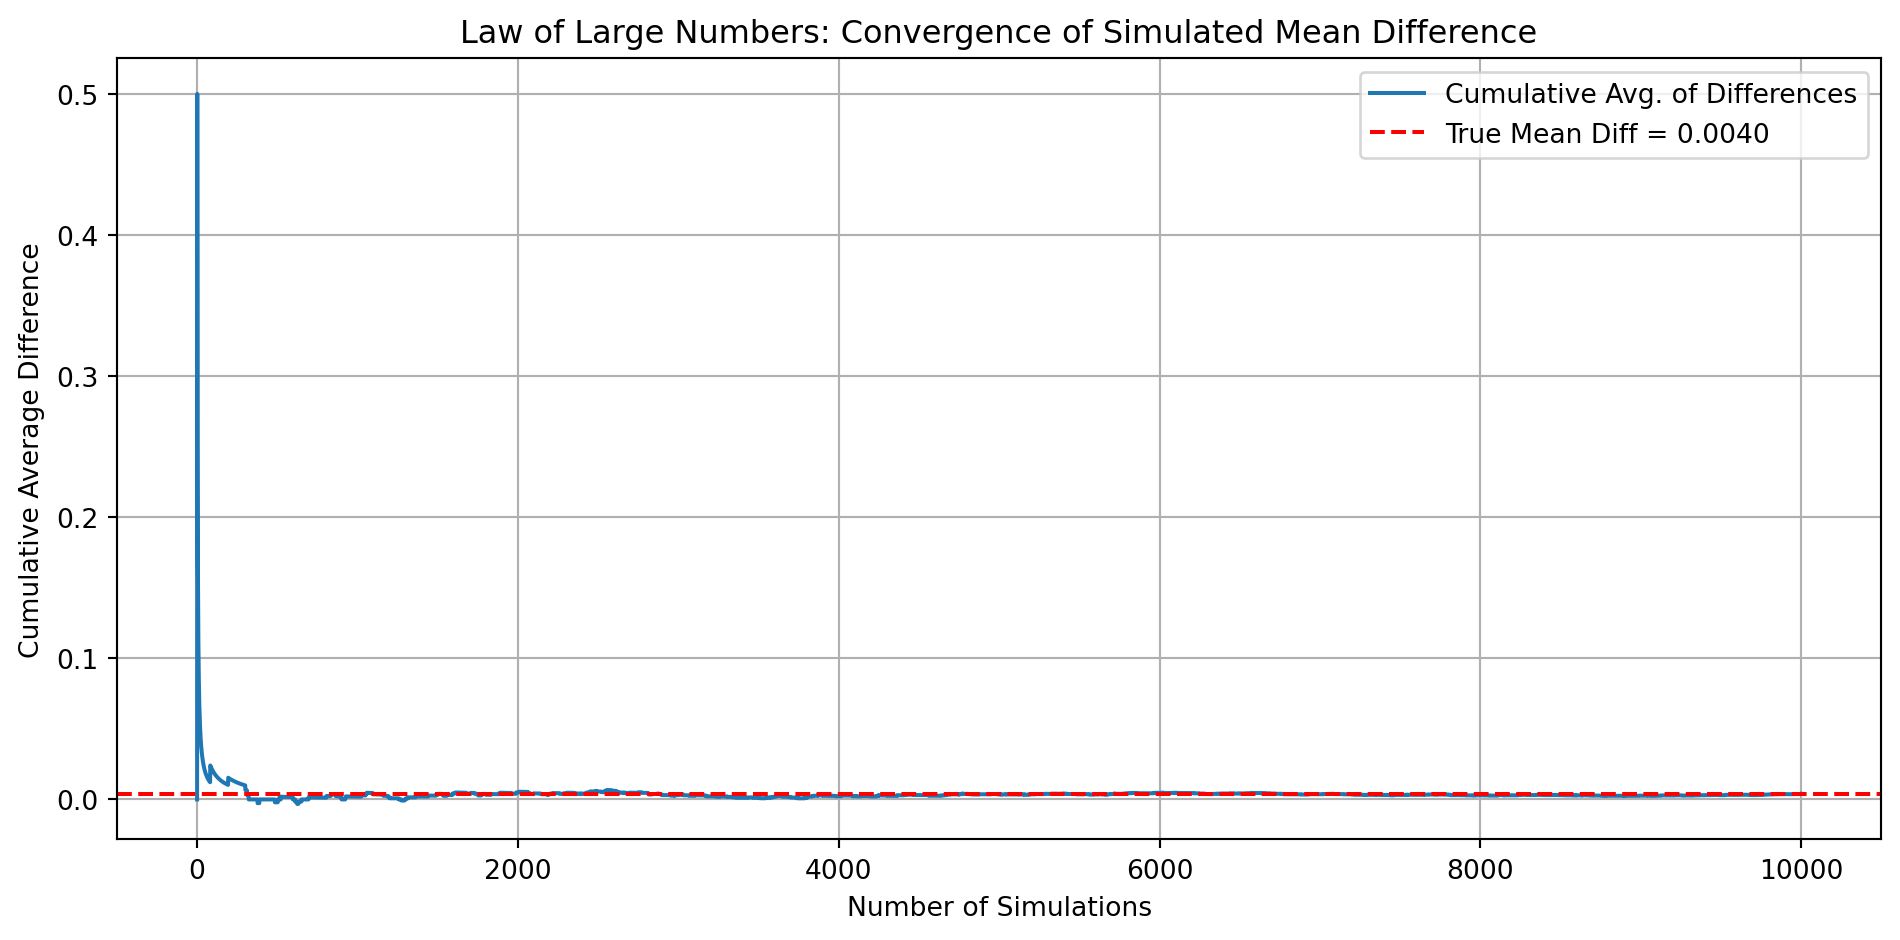 Law of Large Numbers: Convergence of Simulated Mean Difference
Cumulative Avg. of Differences
True Mean Diff = 0.0040
Cumulative Average Difference
0.5
0.4
0.3
0.2
0.1
0.0
0 2000 4000 6000 8000 10000
Number of Simulations